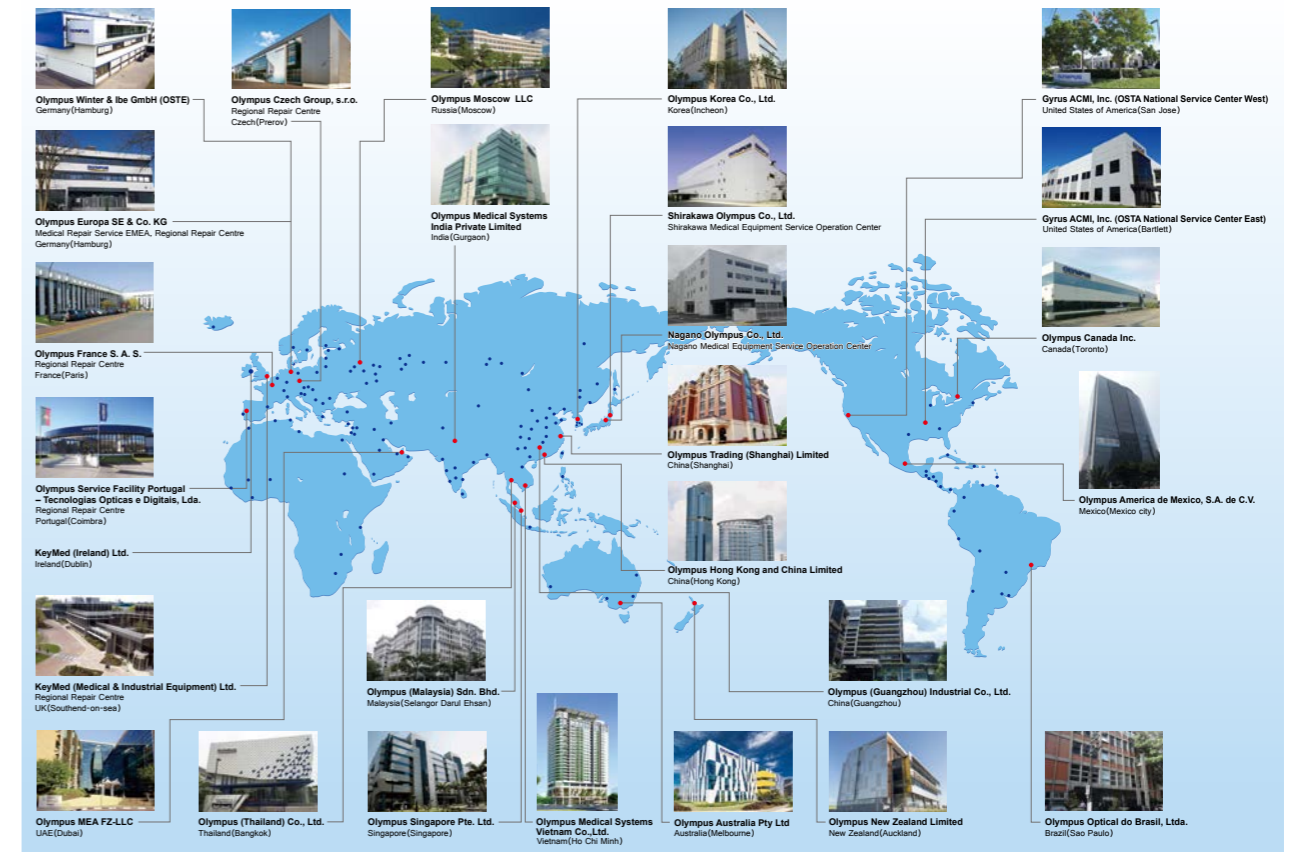 Olympus Winter & Ibe GmbH (OSTE)
Germany(Hamburg)
Olympus Czech Group, s.r.o.
Regional Repair Centre
Czech(Prerov)
Olympus Moscow LLC
Russia(Moscow)
Olympus Korea Co., Ltd.
Korea(Incheon)
Gyrus ACMI, Inc. (OSTA National Service Center West)
United States of America(San Jose)
Olympus Europa SE & Co. KG
Medical Repair Service EMEA, Regional Repair Centre
Germany(Hamburg)
Olympus Medical Systems
India Private Limited
India(Gurgaon)
Shirakawa Olympus Co., Ltd.
Shirakawa Medical Equipment Service Operation Center
Gyrus ACMI, Inc. (OSTA National Service Center East)
United States of America(Bartlett)
Olympus France S. A. S.
Regional Repair Centre
France(Paris)
Nagano Olympus Co., Ltd.
Nagano Medical Equipment Service Operation Center
Olympus Canada Inc.
Canada(Toronto)
Olympus Service Facility Portugal
– Tecnologias Opticas e Digitais, Lda.
Regional Repair Centre
Portugal(Coimbra)
Olympus Trading (Shanghai) Limited
China(Shanghai)
Olympus America de Mexico, S.A. de C.V.
Mexico(Mexico city)
KeyMed (Ireland) Ltd.
Ireland(Dublin)
Olympus Hong Kong and China Limited
China(Hong Kong)
KeyMed (Medical & Industrial Equipment) Ltd.
Regional Repair Centre
UK(Southend-on-sea)
Olympus (Malaysia) Sdn. Bhd.
Malaysia(Selangor Darul Ehsan)
Olympus (Guangzhou) Industrial Co., Ltd.
China(Guangzhou)
Olympus MEA FZ-LLC
UAE(Dubai)
Olympus (Thailand) Co., Ltd.
Thailand(Bangkok)
Olympus Singapore Pte. Ltd.
Singapore(Singapore)
Olympus Medical Systems
Vietnam Co.,Ltd.
Vietnam(Ho Chi Minh)
Olympus Australia Pty Ltd
Australia(Melbourne)
Olympus New Zealand Limited
New Zealand(Auckland)
Olympus Optical do Brasil, Ltda.
Brazil(Sao Paulo)